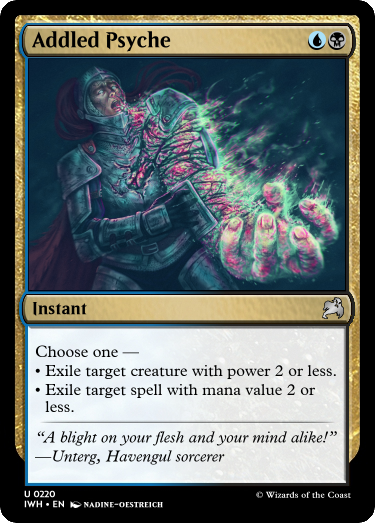 Addled Psyche
Instant
Choose one —
• Exile target creature with power 2 or less.
• Exile target spell with mana value 2 or
less.
“A blight on your flesh and your mind alike!”
—Unterg, Havengul sorcerer
U 0220
IWH • EN NADINE-OESTREICH
© Wizards of the Coast